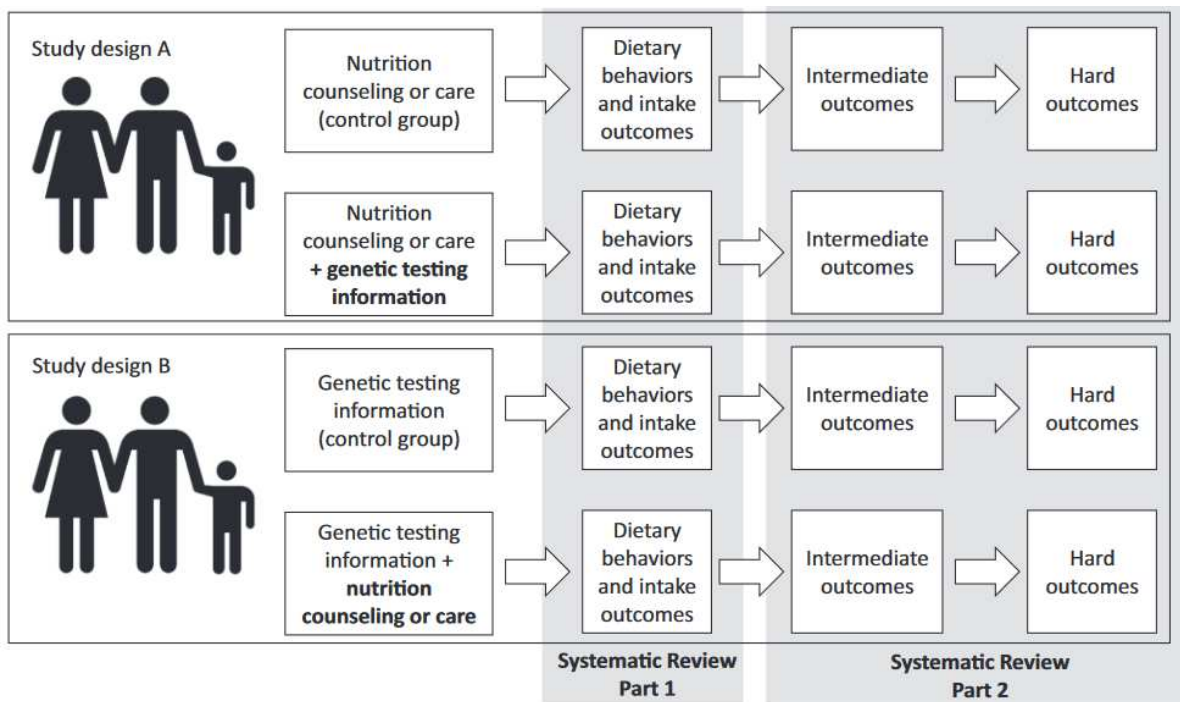 Study design A
Nutrition
counseling or care
(control group)
Dietary
behaviors
and intake
outcomes
Intermediate
outcomes
Hard
outcomes
Nutrition
counseling or care
+ genetic testing
information
Dietary
behaviors
and intake
outcomes
Intermediate
outcomes
Hard
outcomes
Study design B
Genetic testing
information
(control group)
Dietary
behaviors
and intake
outcomes
Intermediate
outcomes
Hard
outcomes
Genetic testing
information +
nutrition
counseling or care
Dietary
behaviors
and intake
outcomes
Intermediate
outcomes
Hard
outcomes
Systematic Review
Part 1
Systematic Review
Part 2